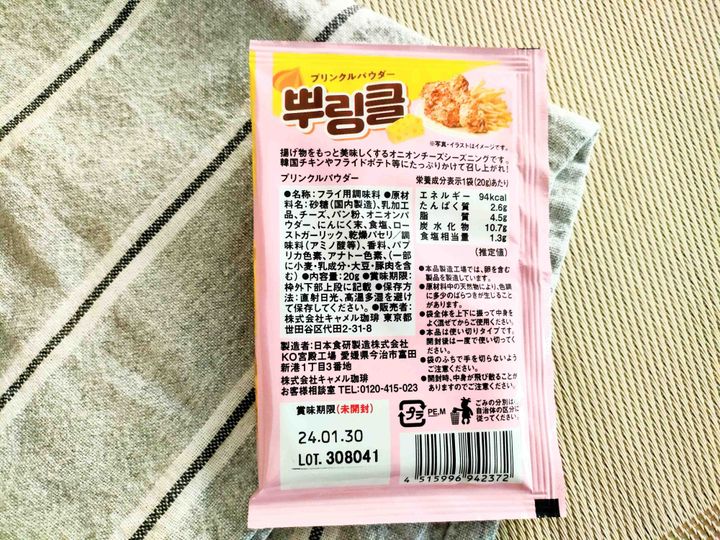 プリンクルパウダー
뿌링클
※写真・イラストはイメージです。
揚げ物をもっと美味しくするオニオンチーズシーズニングです。
韓国チキンやフライドポテト等にたっぷりかけて召し上がれ!
プリンクルパウダー
●名称:フライ用調味料 ●原材
料名:砂糖(国内製造)、乳加工
品、チーズ、パン粉、オニオンパ
ウダー、にんにく末、食塩、ロー
ストガーリック、乾燥パセリ/調
味料(アミノ酸等)、香料、パプ
リカ色素、アナトー色素、(一部
に小麦・乳成分・大豆・豚肉を含
む) ●内容量:20g ●賞味期限:
枠外下部上段に記載 ●保存方
法:直射日光、高温多湿を避け
て保存してください。●販売者:
株式会社キャメル珈琲 東京都
世田谷区代田2-31-8
製造者:日本食研製造株式会社
KO宮殿工場 愛媛県今治市富田
新港1丁目3番地
株式会社キャメル珈琲
お客様相談室 TEL:0120-415-023
栄養成分表示1袋(20g)あたり
エネルギー 94kcal
たんぱく質 2.6g
脂質 4.5g
炭水化物 10.7g
食塩相当量 1.3g
(推定値)
●本品製造工場では、卵を含む
製品を製造しています。
●原材料中の天然物により、色調
に多少のばらつきが生じること
があります。
●袋全体を上下に振って中身を
よく混ぜてからご使用ください。
●本品は使い切りタイプです。
開封後は一度で使い切ってく
ださい。
●袋のふちで手を切らないよう
ご注意ください。
●開封時、中身が飛び散ることが
ありますのでご注意ください。
賞味期限(未開封)
24.01.30
LOT. 308041
プラ
PE,M
ごみの分別は
自治体の区分に
従ってください。
4 515996 942372